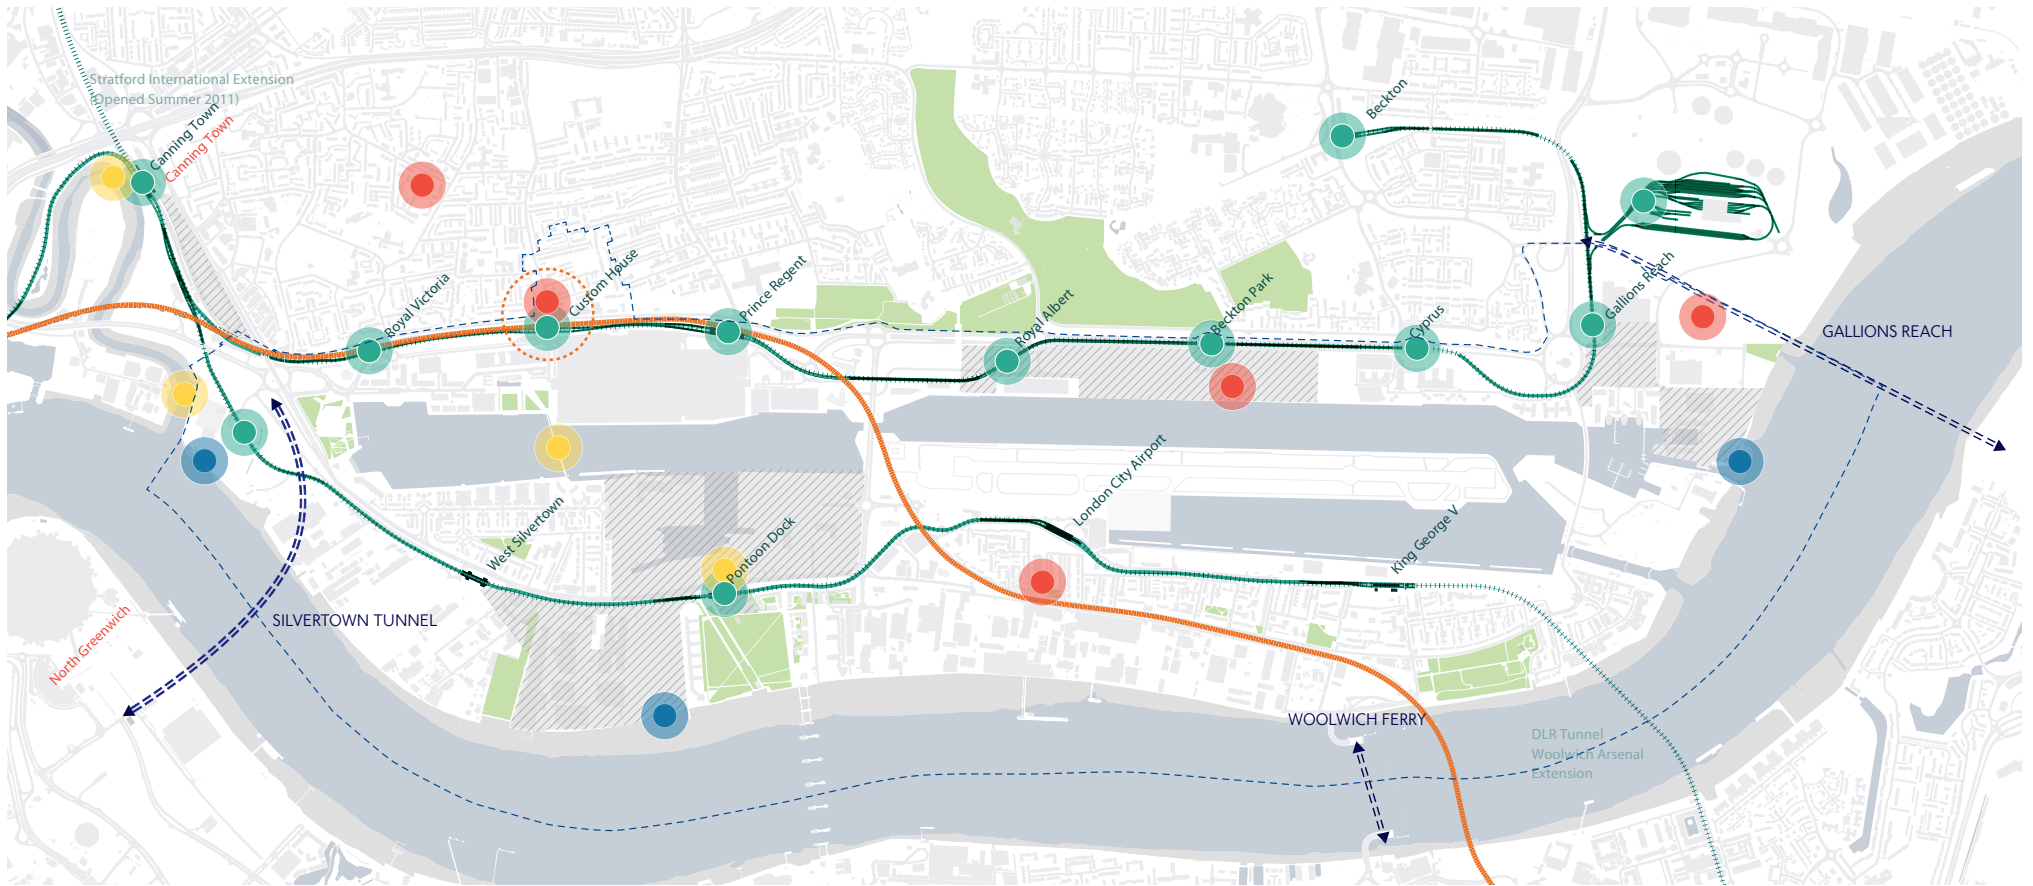 Stratford International Extension
(Opened Summer 2011)
Canning Town
Canning Town
Royal Victoria
Custom House
Prince Regent
Royal Albert
Beckton Park
Cyprus
Beckton
Gallions Reach
GALLIONS REACH
London City Airport
King George V
West Silvertown
Pontoon Dock
SILVERTOWN TUNNEL
North Greenwich
WOOLWICH FERRY
DLR Tunnel
Woolwich Arsenal
Extension